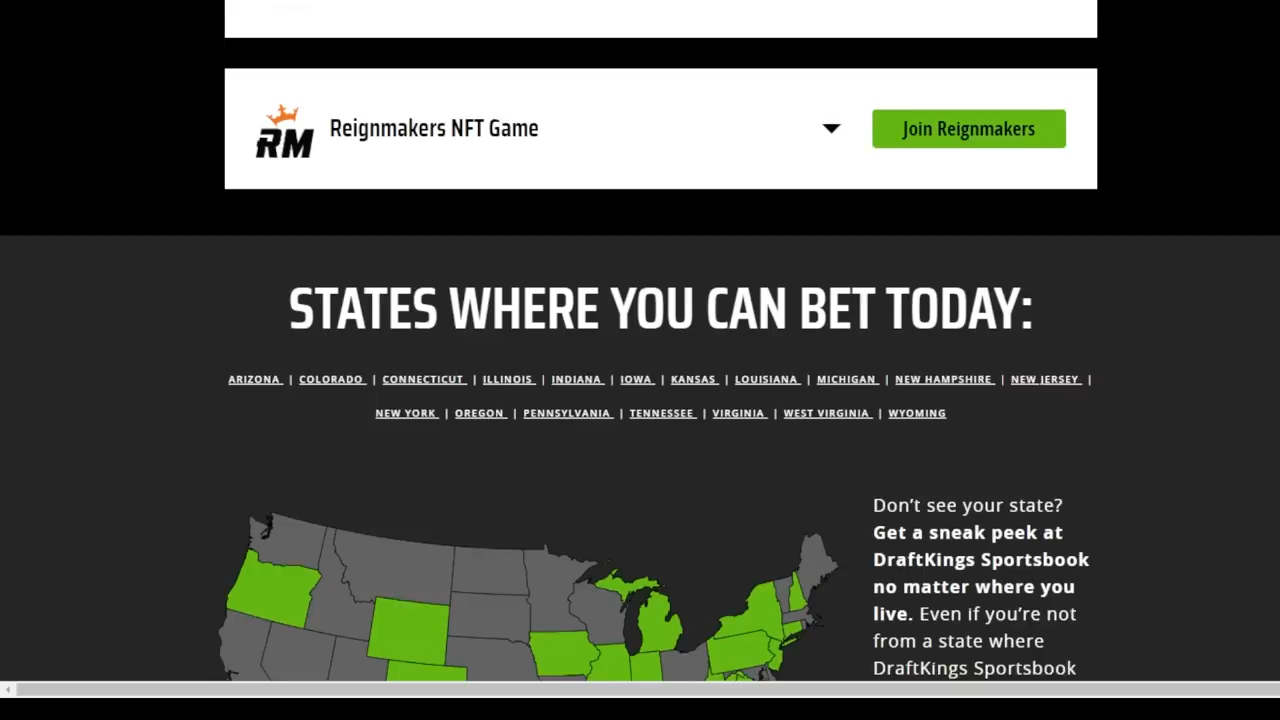 RM
Reignmakers NFT Game
Join Reignmakers
STATES WHERE YOU CAN BET TODAY:
ARIZONA | COLORADO | CONNECTICUT | ILLINOIS | INDIANA | IOWA | KANSAS | LOUISIANA | MICHIGAN | NEW HAMPSHIRE | NEW JERSEY |
NEW YORK | OREGON | PENNSYLVANIA | TENNESSEE | VIRGINIA | WEST VIRGINIA | WYOMING
Don’t see your state?
Get a sneak peek at
DraftKings Sportsbook
no matter where you
live. Even if you’re not
from a state where
DraftKings Sportsbook